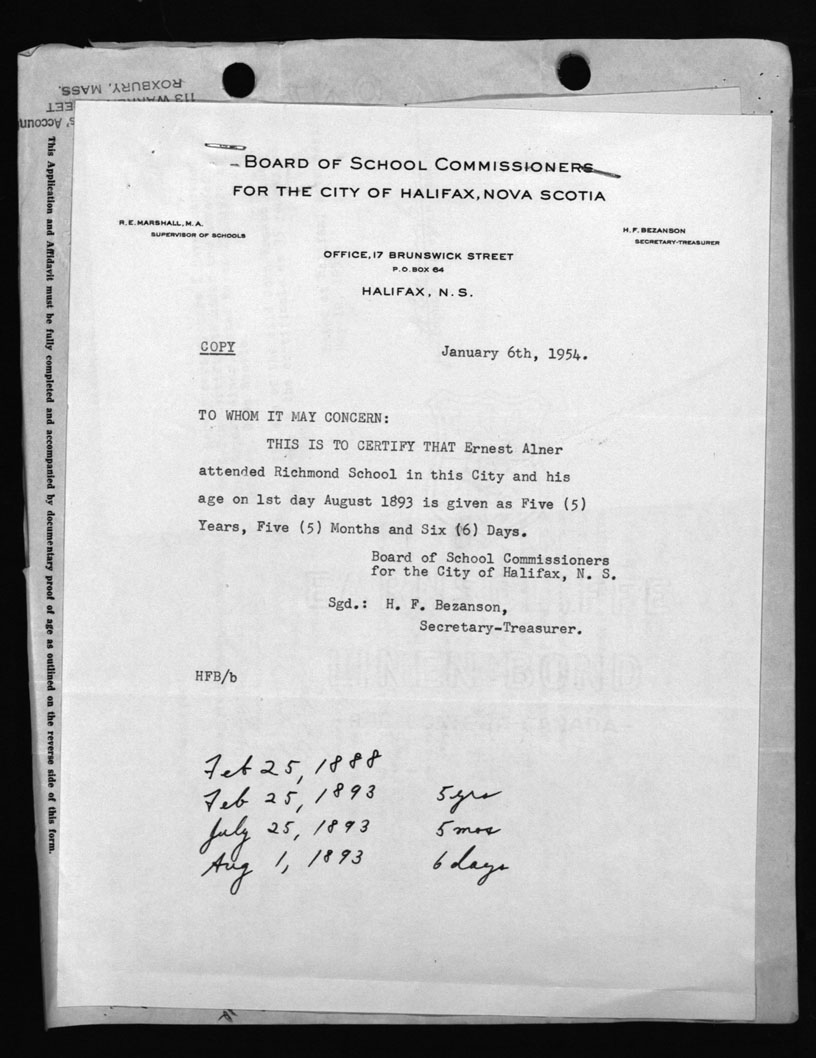 ROXBURY, MASS.
This Application and Affidavit must be fully completed and accompanied by documentary proof of age as outlined on the reverse side of this form.
BOARD OF SCHOOL COMMISSIONERS
FOR THE CITY OF HALIFAX, NOVA SCOTIA
R. E. MARSHALL, M. A.
SUPERVISOR OF SCHOOLS
H. F. BEZANSON
SECRETARY-TREASURER
OFFICE, 17 BRUNSWICK STREET
P. O. BOX 64
HALIFAX, N. S.
COPY January 6th, 1954.
TO WHOM IT MAY CONCERN:
THIS IS TO CERTIFY THAT Ernest Alner
attended Richmond School in this City and his
age on 1st day August 1893 is given as Five (5)
Years, Five (5) Months and Six (6) Days.
Board of School Commissioners
for the City of Halifax, N. S.
Sgd.: H. F. Bezanson,
Secretary-Treasurer.
HFB/b
Feb 25, 1888
Feb 25, 1893 5 yrs
July 25, 1893 5 mos
Aug 1, 1893 6 days